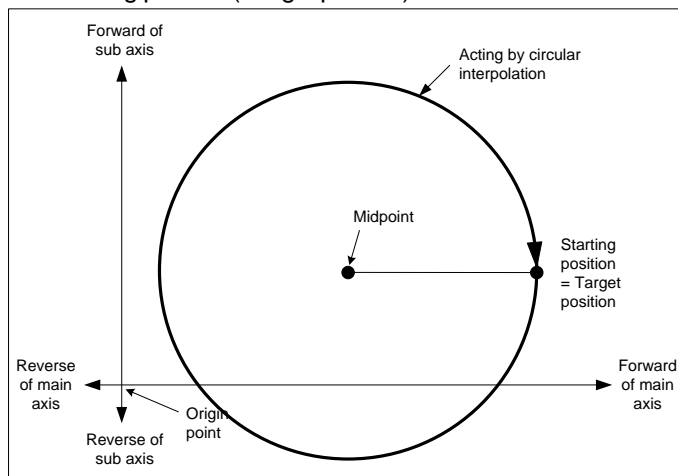 Forward of
sub axis
Acting by circular
interpolation
Midpoint
Starting
position
= Target
position
Reverse
of main
axis
Forward
of main
axis
Origin
point
Reverse of
sub axis